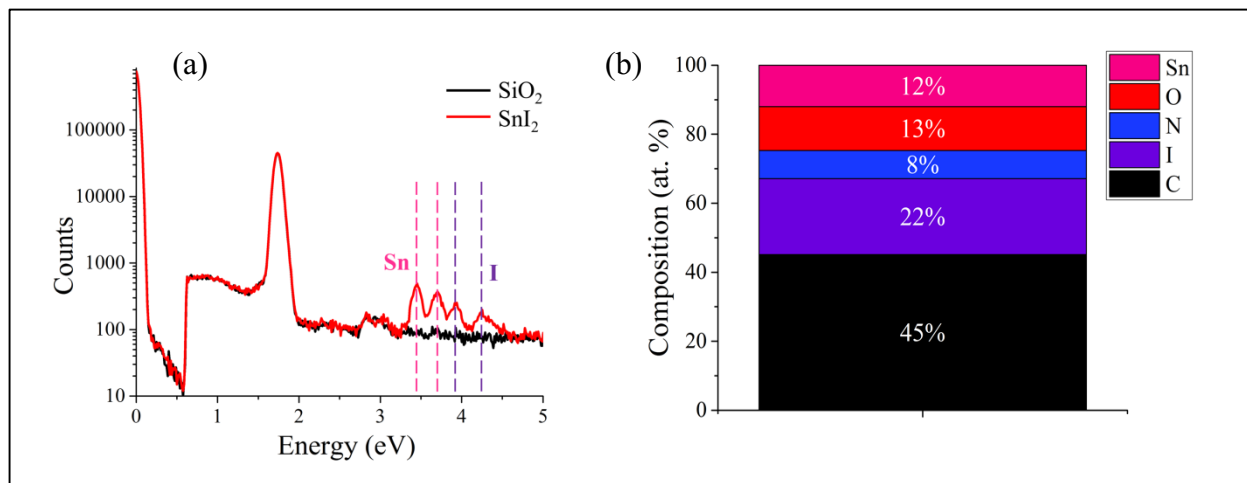 (a)
SiO₂
SnI₂
Sn
I
Counts
100000
10000
1000
100
10
0 1 2 3 4 5
Energy (eV)
(b)
Composition (at. %)
100
80
60
40
20
0
12%
13%
8%
22%
45%
Sn
O
N
I
C